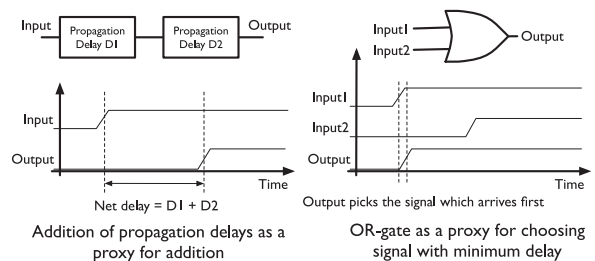 Input
Propagation
Delay D1
Propagation
Delay D2
Output
Input
Output
Time
Net delay = D1 + D2
Addition of propagation delays as a
proxy for addition
Input1
Input2
Output
Input1
Input2
Output
Time
Output picks the signal which arrives first
OR-gate as a proxy for choosing
signal with minimum delay